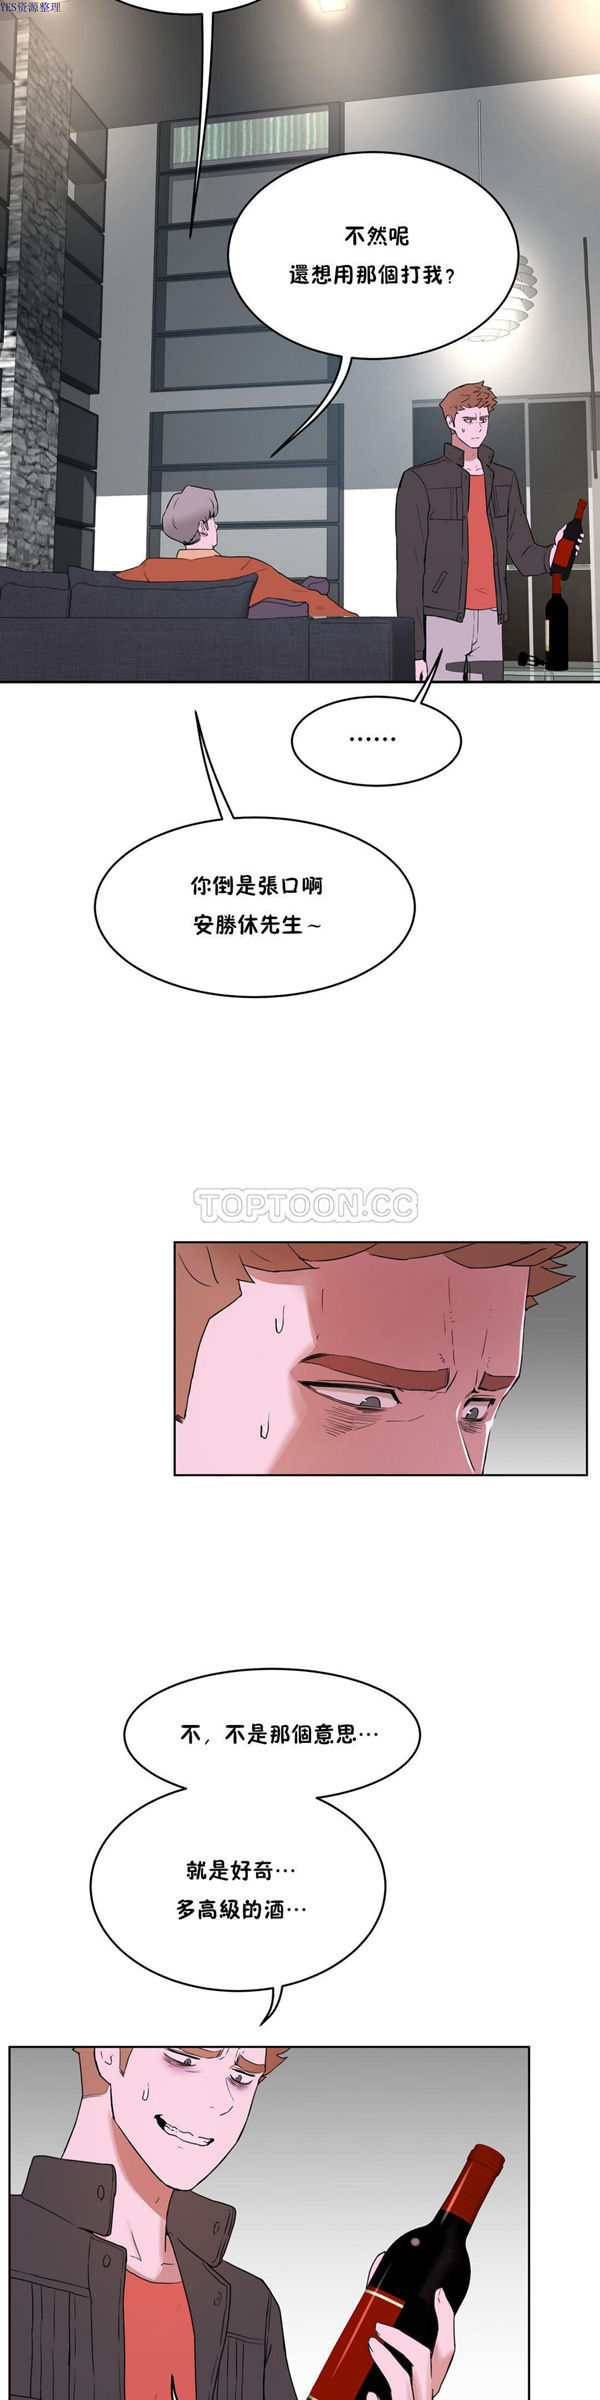 YES资源整理
不然呢
還想用那個打我?
……
你倒是張口啊
安勝休先生~
TOPTOON.CC
不, 不是那個意思…
就是好奇…
多高級的酒…